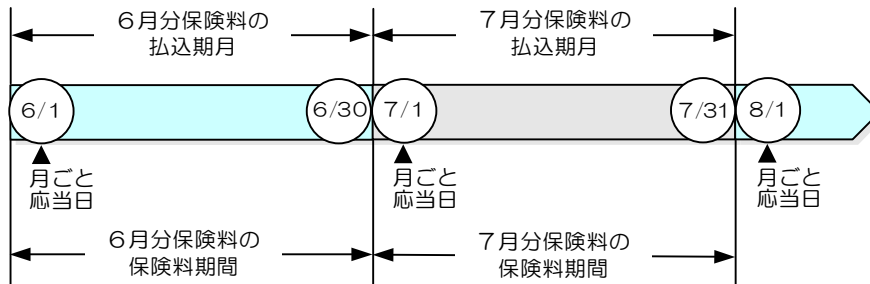 6月分保険料の
払込期月
7月分保険料の
払込期月
6/1
6/30
7/1
7/31
8/1
月ごと
応当日
月ごと
応当日
月ごと
応当日
6月分保険料の
保険料期間
7月分保険料の
保険料期間